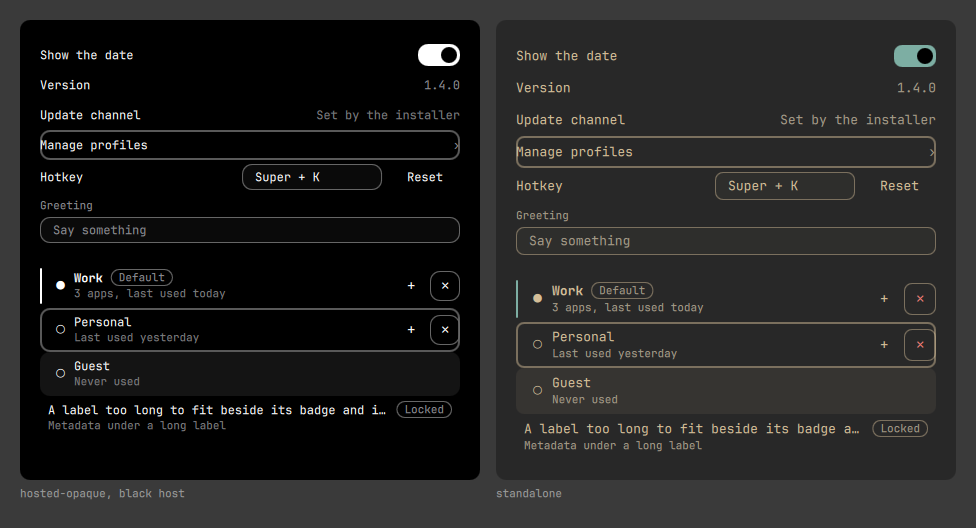 Show the date
Version 1.4.0
Update channel Set by the installer
Manage profiles ›
Hotkey Super + K Reset
Greeting
Say something
Work Default + ×
3 apps, last used today
Personal + ×
Last used yesterday
Guest
Never used
A label too long to fit beside its badge and i… Locked
Metadata under a long label
hosted-opaque, black host
Show the date
Version 1.4.0
Update channel Set by the installer
Manage profiles ›
Hotkey Super + K Reset
Greeting
Say something
Work Default + ×
3 apps, last used today
Personal + ×
Last used yesterday
Guest
Never used
A label too long to fit beside its badge a… Locked
Metadata under a long label
standalone